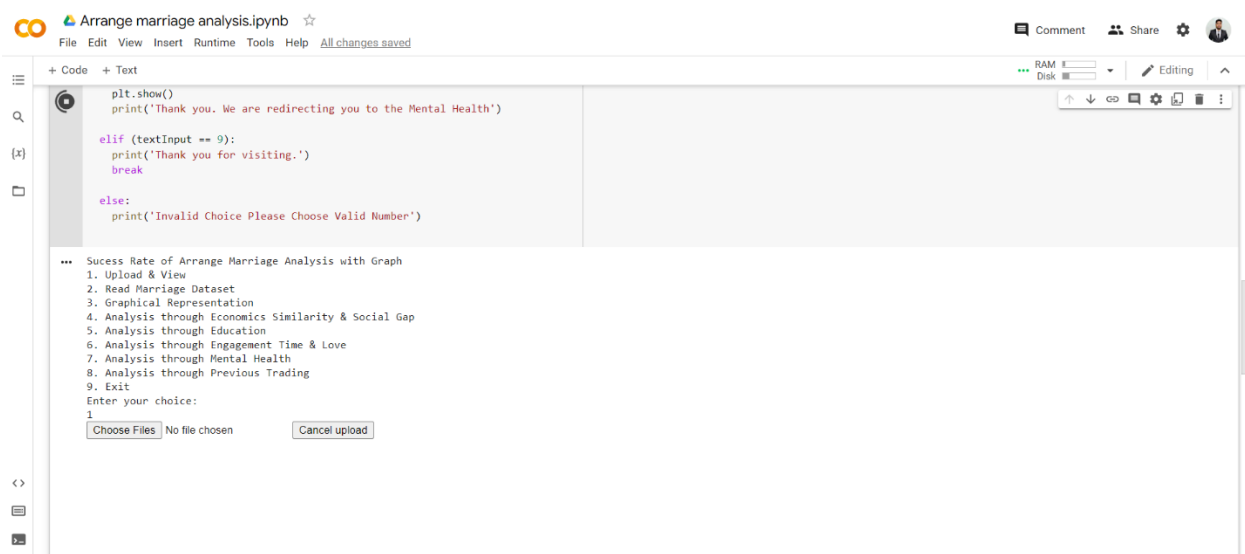 Arrange marriage analysis.ipynb
File Edit View Insert Runtime Tools Help All changes saved
Comment Share
+ Code + Text
RAM
Disk
Editing
plt.show()
print('Thank you. We are redirecting you to the Mental Health')
elif (textInput == 9):
print('Thank you for visiting.')
break
else:
print('Invalid Choice Please Choose Valid Number')
Sucess Rate of Arrange Marriage Analysis with Graph
1. Upload & View
2. Read Marriage Dataset
3. Graphical Representation
4. Analysis through Economics Similarity & Social Gap
5. Analysis through Education
6. Analysis through Engagement Time & Love
7. Analysis through Mental Health
8. Analysis through Previous Trading
9. Exit
Enter your choice:
1
Choose Files No file chosen Cancel upload